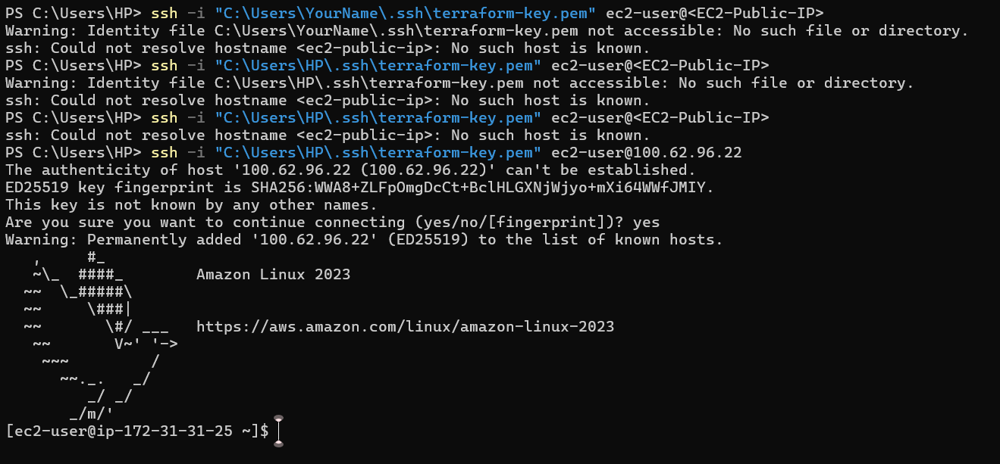 PS C:\Users\HP> ssh -i "C:\Users\YourName\.ssh\terraform-key.pem" ec2-user@<EC2-Public-IP>
Warning: Identity file C:\Users\YourName\.ssh\terraform-key.pem not accessible: No such file or directory.
ssh: Could not resolve hostname <ec2-public-ip>: No such host is known.
PS C:\Users\HP> ssh -i "C:\Users\HP\.ssh\terraform-key.pem" ec2-user@<EC2-Public-IP>
Warning: Identity file C:\Users\HP\.ssh\terraform-key.pem not accessible: No such file or directory.
ssh: Could not resolve hostname <ec2-public-ip>: No such host is known.
PS C:\Users\HP> ssh -i "C:\Users\HP\.ssh\terraform-key.pem" ec2-user@<EC2-Public-IP>
ssh: Could not resolve hostname <ec2-public-ip>: No such host is known.
PS C:\Users\HP> ssh -i "C:\Users\HP\.ssh\terraform-key.pem" ec2-user@100.62.96.22
The authenticity of host '100.62.96.22 (100.62.96.22)' can't be established.
ED25519 key fingerprint is SHA256:WWA8+ZLFpOmgDcCt+BclHLGXNjWjyo+mXi64WWfJMIY.
This key is not known by any other names.
Are you sure you want to continue connecting (yes/no/[fingerprint])? yes
Warning: Permanently added '100.62.96.22' (ED25519) to the list of known hosts.
   ,     #_
   ~\_  ####_        Amazon Linux 2023
  ~~  \_#####\
  ~~     \###|
  ~~       \#/ ___   https://aws.amazon.com/linux/amazon-linux-2023
   ~~       V~' '->
    ~~~         /
      ~~._.   _/
         _/ _/
       _/m/'
[ec2-user@ip-172-31-31-25 ~]$